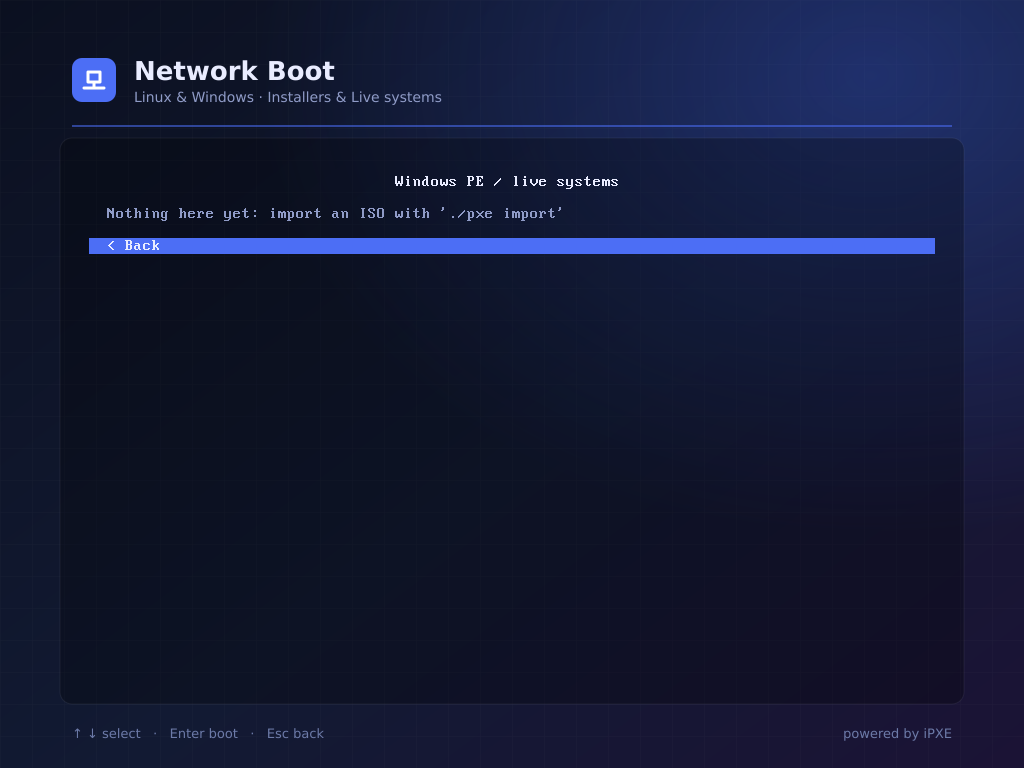 Network Boot
Linux & Windows · Installers & Live systems
Windows PE / live systems
Nothing here yet: import an ISO with './pxe import'
< Back
↑ ↓ select · Enter boot · Esc back
powered by iPXE